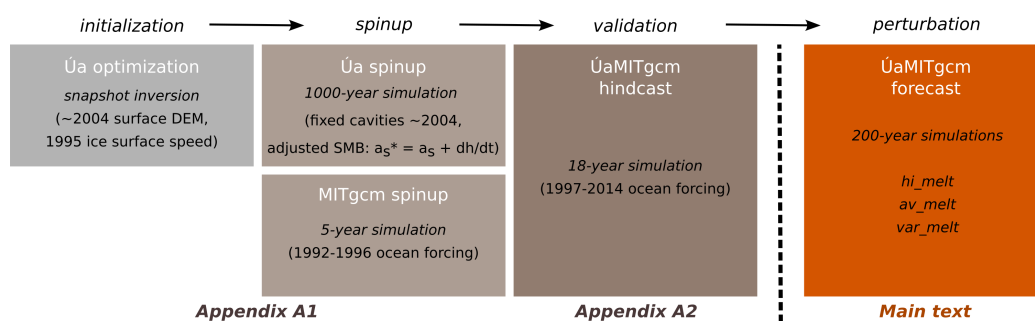 initialization
spinup
validation
perturbation
Úa optimization
snapshot inversion
(~2004 surface DEM,
1995 ice surface speed)
Úa spinup
1000-year simulation
(fixed cavities ~2004,
adjusted SMB: aS* = aS + dh/dt)
MITgcm spinup
5-year simulation
(1992-1996 ocean forcing)
ÚaMITgcm
hindcast
18-year simulation
(1997-2014 ocean forcing)
ÚaMITgcm
forecast
200-year simulations
hi_melt
av_melt
var_melt
Appendix A1
Appendix A2
Main text